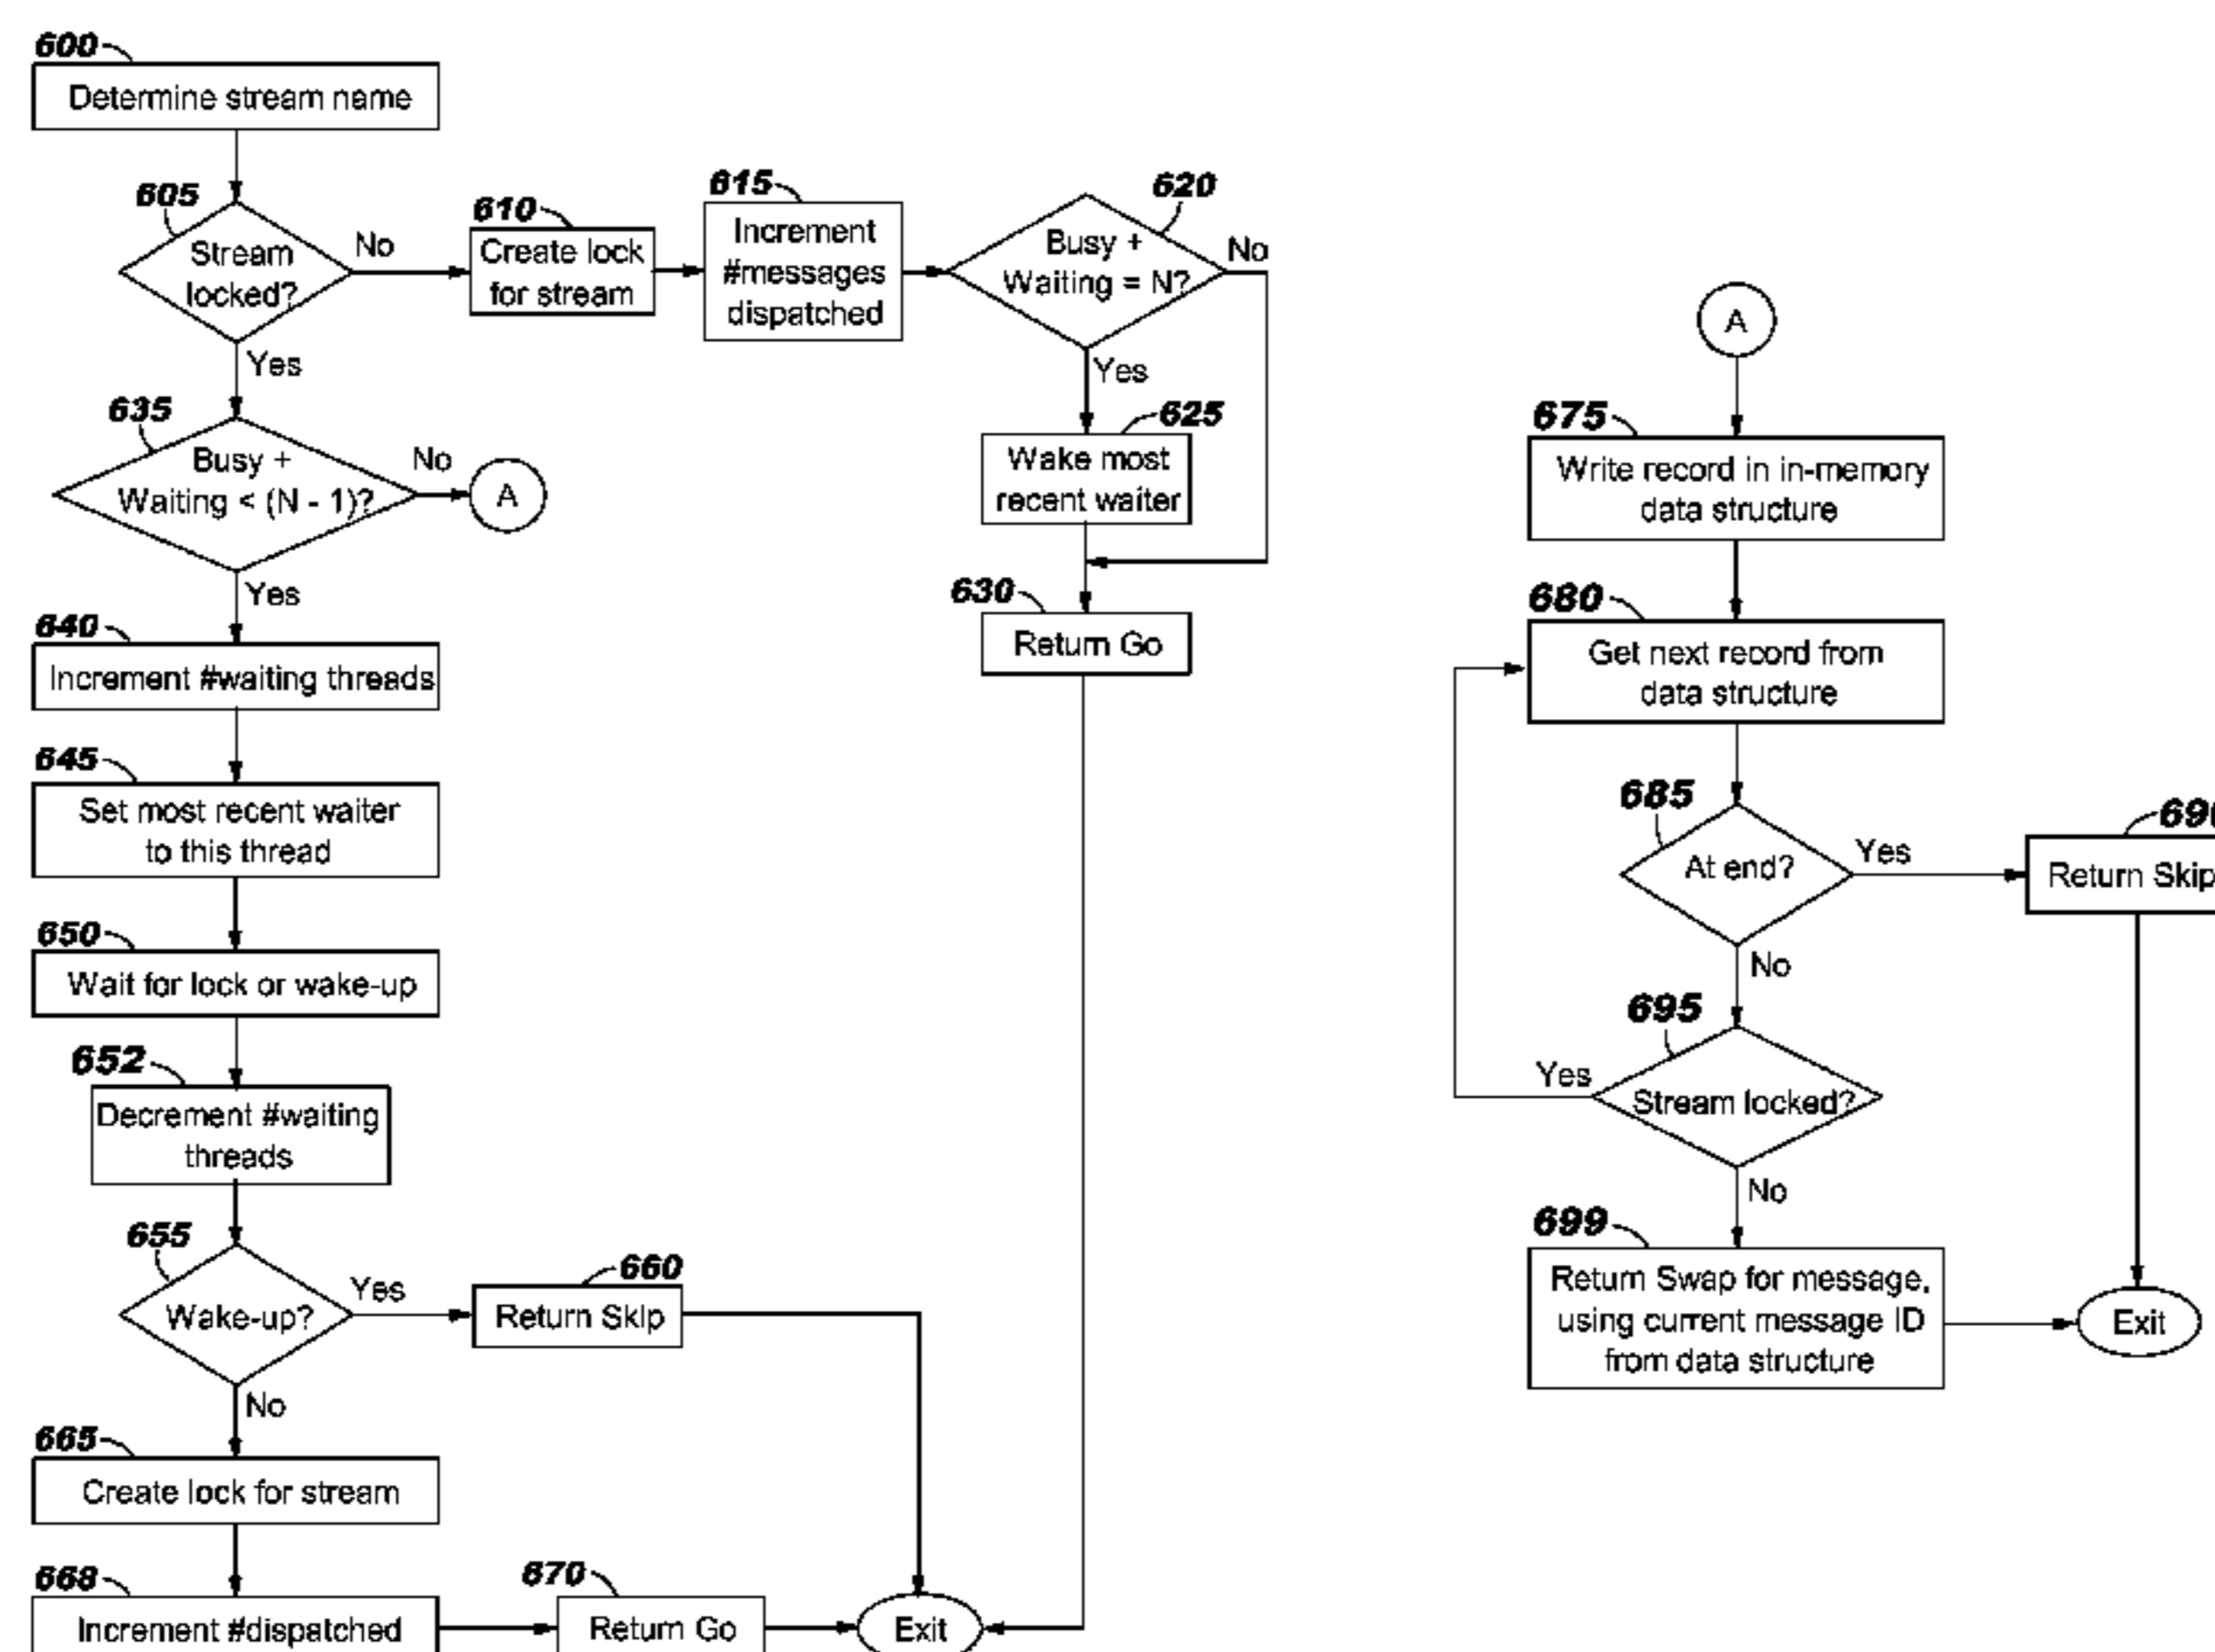 600
Determine stream name
605
Stream
locked?
No
Yes
610
Create lock
for stream
615
Increment
#messages
dispatched
620
Busy +
Waiting = N?
No
Yes
625
Wake most
recent waiter
630
Return Go
635
Busy +
Waiting < (N - 1)?
No
A
Yes
640
Increment #waiting threads
645
Set most recent waiter
to this thread
650
Wait for lock or wake-up
652
Decrement #waiting
threads
655
Wake-up?
Yes
660
Return Skip
No
665
Create lock for stream
668
Increment #dispatched
670
Return Go
Exit
A
675
Write record in in-memory
data structure
680
Get next record from
data structure
685
At end?
Yes
Return Skip
No
695
Stream locked?
Yes
No
699
Return Swap for message,
using current message ID
from data structure
Exit